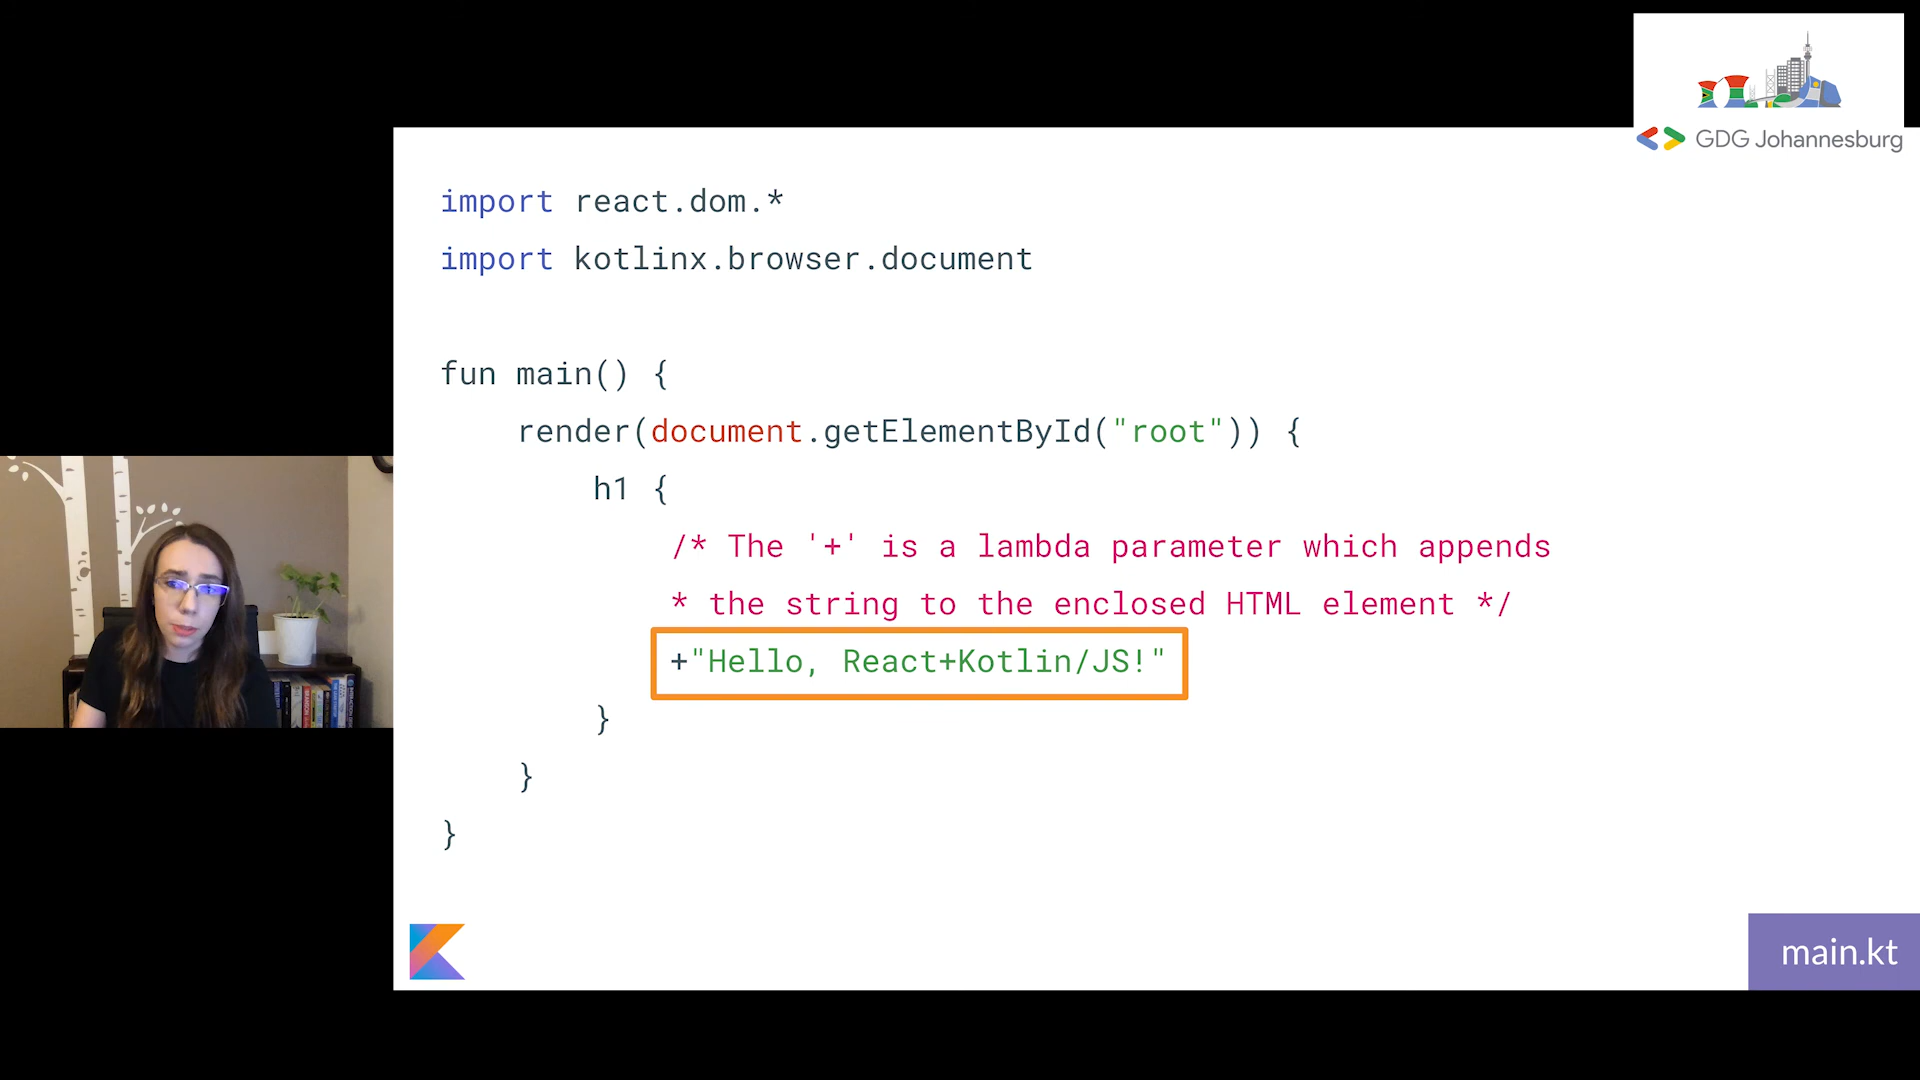 GDG Johannesburg
import react.dom.*
import kotlinx.browser.document
fun main() {
render(document.getElementById("root")) {
h1 {
/* The '+' is a lambda parameter which appends
* the string to the enclosed HTML element */
+"Hello, React+Kotlin/JS!"
}
}
}
main.kt